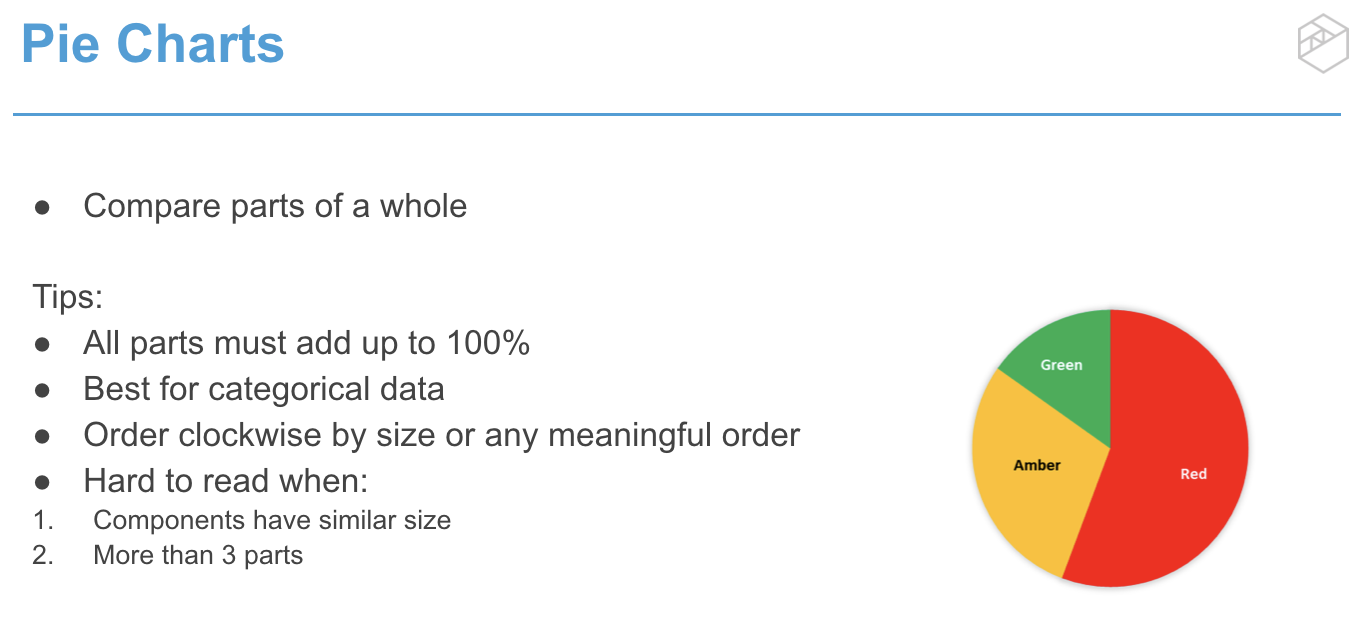 Pie Charts
● Compare parts of a whole
Tips:
● All parts must add up to 100%
● Best for categorical data
● Order clockwise by size or any meaningful order
● Hard to read when:
1. Components have similar size
2. More than 3 parts
Green
Amber
Red